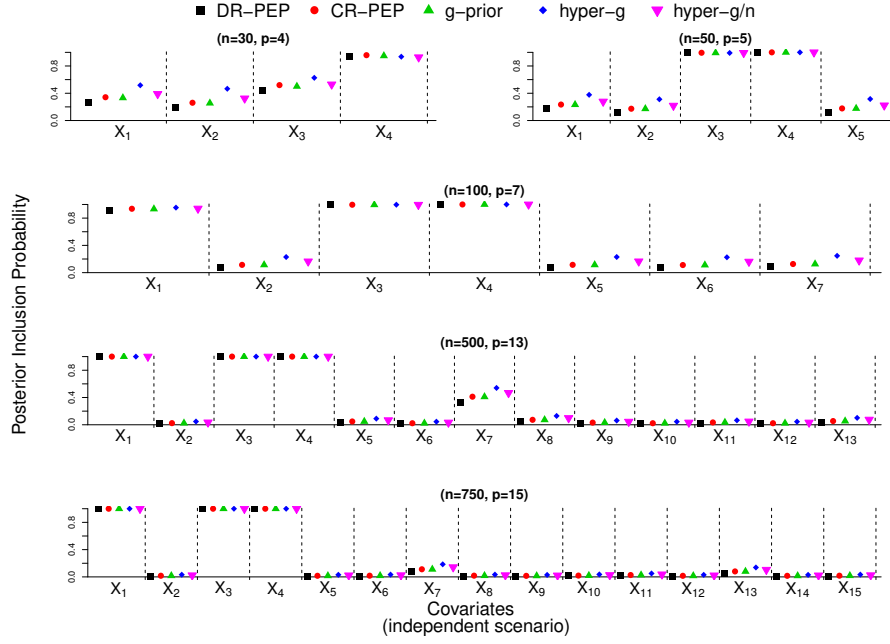 DR−PEP CR−PEP g−prior hyper−g hyper−g/n
(n=30, p=4) (n=50, p=5)
0.0 0.4 0.8 0.0 0.4 0.8
X1 X2 X3 X4 X1 X2 X3 X4 X5
(n=100, p=7)
0.0 0.4 0.8
X1 X2 X3 X4 X5 X6 X7
Posterior Inclusion Probability
(n=500, p=13)
0.0 0.4 0.8
X1 X2 X3 X4 X5 X6 X7 X8 X9 X10 X11 X12 X13
(n=750, p=15)
0.0 0.4 0.8
X1 X2 X3 X4 X5 X6 X7 X8 X9 X10 X11 X12 X13 X14 X15
Covariates
(independent scenario)